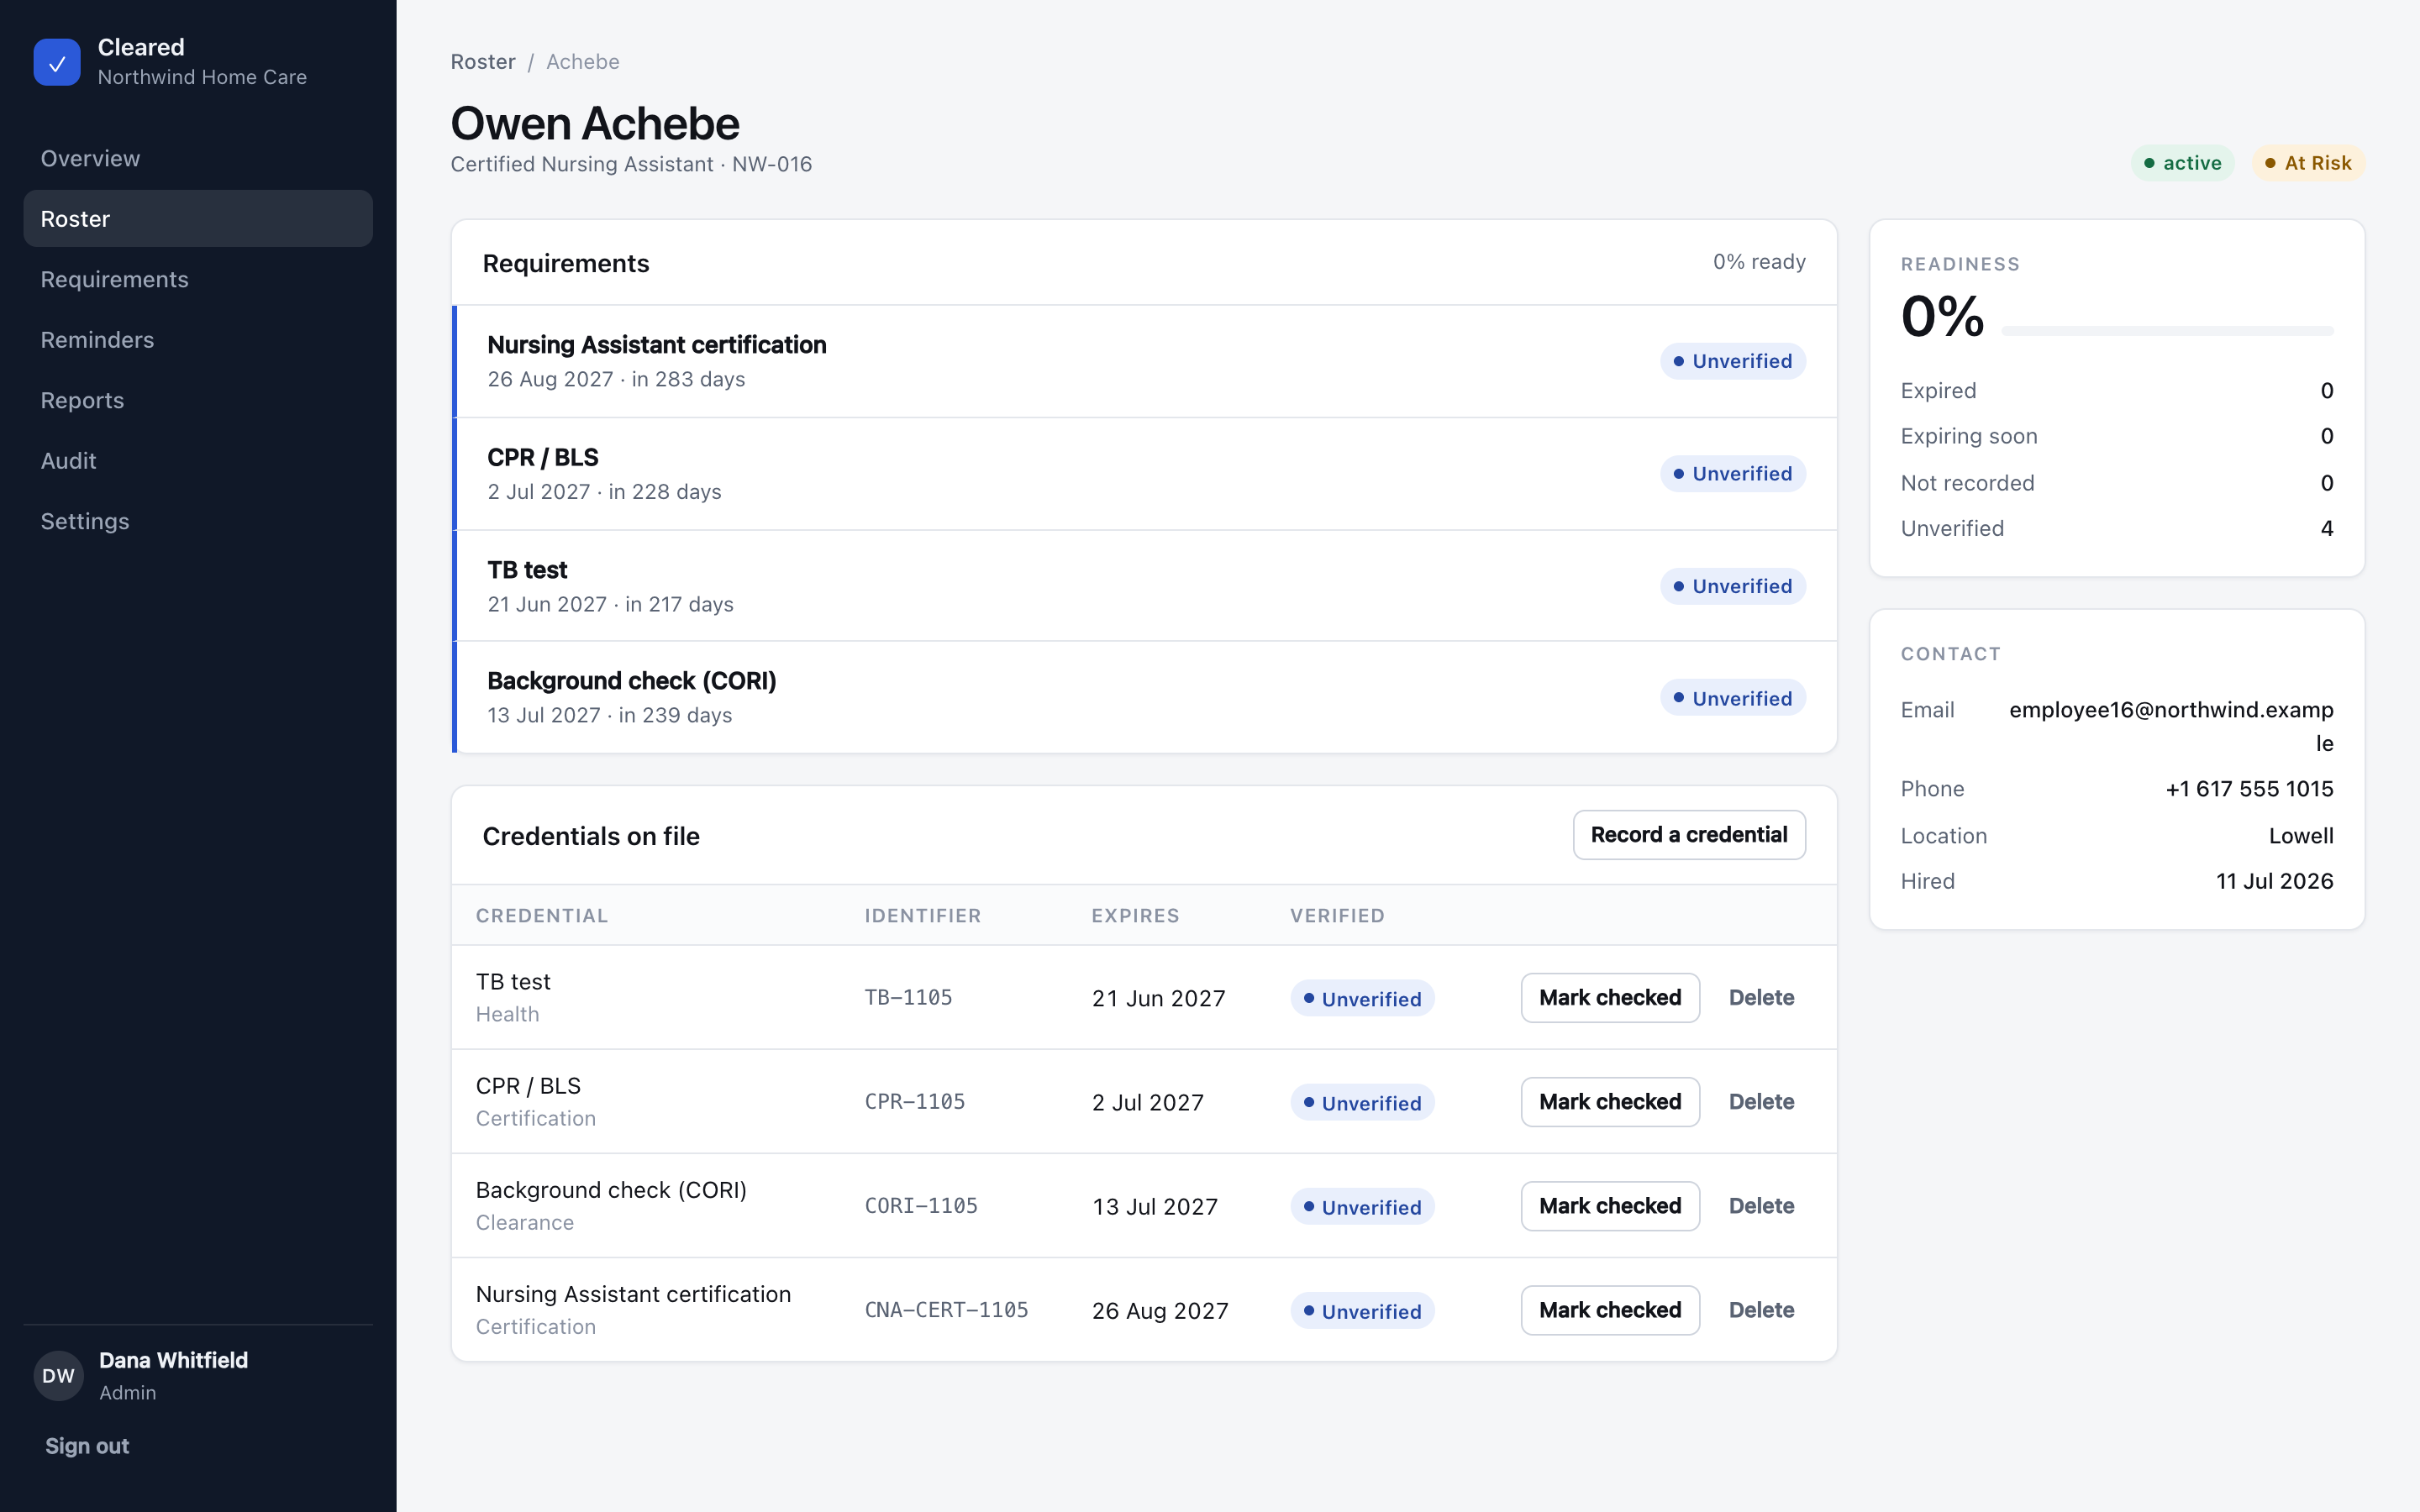 Cleared
Northwind Home Care
Overview
Roster
Requirements
Reminders
Reports
Audit
Settings
DW
Dana Whitfield
Admin
Sign out
Roster / Achebe
Owen Achebe
Certified Nursing Assistant · NW-016
active
At Risk
Requirements
0% ready
Nursing Assistant certification
26 Aug 2027 · in 283 days
Unverified
CPR / BLS
2 Jul 2027 · in 228 days
Unverified
TB test
21 Jun 2027 · in 217 days
Unverified
Background check (CORI)
13 Jul 2027 · in 239 days
Unverified
Credentials on file
Record a credential
CREDENTIAL IDENTIFIER EXPIRES VERIFIED
TB test
Health
TB-1105 21 Jun 2027 Unverified Mark checked Delete
CPR / BLS
Certification
CPR-1105 2 Jul 2027 Unverified Mark checked Delete
Background check (CORI)
Clearance
CORI-1105 13 Jul 2027 Unverified Mark checked Delete
Nursing Assistant certification
Certification
CNA-CERT-1105 26 Aug 2027 Unverified Mark checked Delete
READINESS
0%
Expired 0
Expiring soon 0
Not recorded 0
Unverified 4
CONTACT
Email employee16@northwind.examp
le
Phone +1 617 555 1015
Location Lowell
Hired 11 Jul 2026